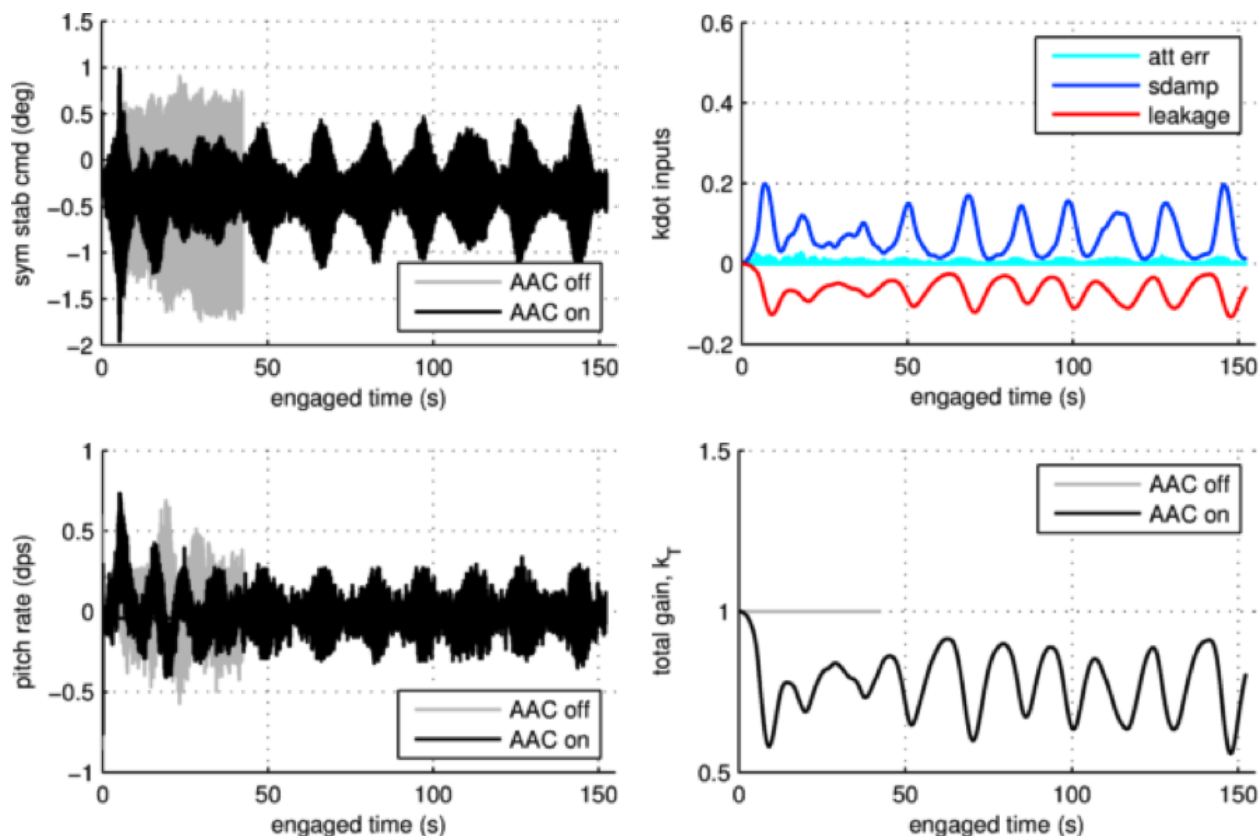 1.5
1
0.5
0
−0.5
−1
−1.5
−2
sym stab cmd (deg)
AAC off
AAC on
0
50
100
150
engaged time (s)
0.6
0.4
0.2
0
−0.2
kdot inputs
att err
sdamp
leakage
0
50
100
150
engaged time (s)
1
0.5
0
−0.5
−1
pitch rate (dps)
AAC off
AAC on
0
50
100
150
engaged time (s)
1.5
1
0.5
total gain, k_T
AAC off
AAC on
0
50
100
150
engaged time (s)